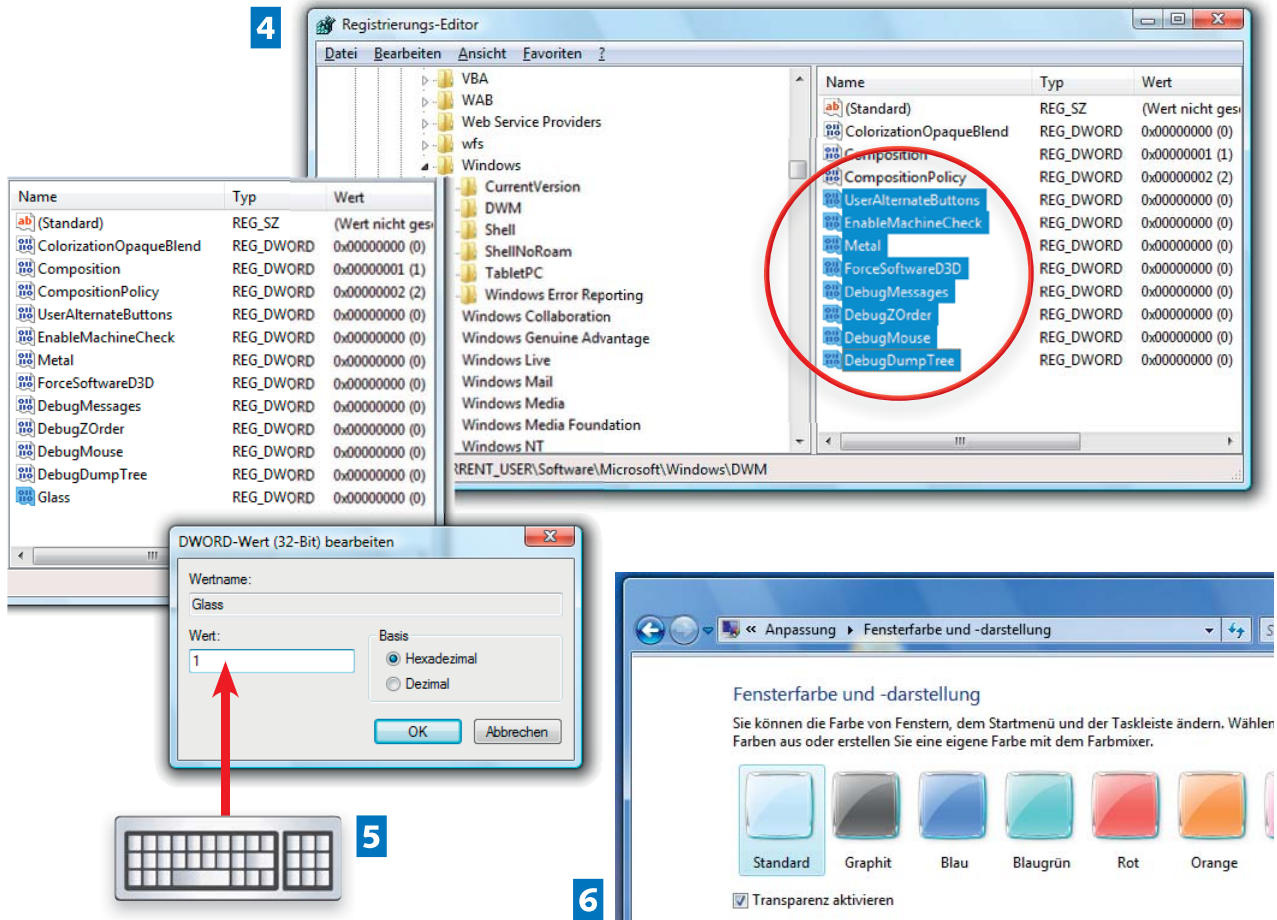 4
Registrierungs-Editor
Datei Bearbeiten Ansicht Favoriten ?
VBA
WAB
Web Service Providers
wfs
Windows
CurrentVersion
DWM
Shell
ShellNoRoam
TabletPC
Windows Error Reporting
Windows Collaboration
Windows Genuine Advantage
Windows Live
Windows Mail
Windows Media
Windows Media Foundation
Windows NT
Name Typ Wert
(Standard) REG_SZ (Wert nicht ges
ColorizationOpaqueBlend REG_DWORD 0x00000000 (0)
Composition REG_DWORD 0x00000001 (1)
CompositionPolicy REG_DWORD 0x00000002 (2)
UserAlternateButtons REG_DWORD 0x00000000 (0)
EnableMachineCheck REG_DWORD 0x00000000 (0)
Metal REG_DWORD 0x00000000 (0)
ForceSoftwareD3D REG_DWORD 0x00000000 (0)
DebugMessages REG_DWORD 0x00000000 (0)
DebugZOrder REG_DWORD 0x00000000 (0)
DebugMouse REG_DWORD 0x00000000 (0)
DebugDumpTree REG_DWORD 0x00000000 (0)
RRENT_USER\Software\Microsoft\Windows\DWM
Name Typ Wert
(Standard) REG_SZ (Wert nicht ges
ColorizationOpaqueBlend REG_DWORD 0x00000000 (0)
Composition REG_DWORD 0x00000001 (1)
CompositionPolicy REG_DWORD 0x00000002 (2)
UserAlternateButtons REG_DWORD 0x00000000 (0)
EnableMachineCheck REG_DWORD 0x00000000 (0)
Metal REG_DWORD 0x00000000 (0)
ForceSoftwareD3D REG_DWORD 0x00000000 (0)
DebugMessages REG_DWORD 0x00000000 (0)
DebugZOrder REG_DWORD 0x00000000 (0)
DebugMouse REG_DWORD 0x00000000 (0)
DebugDumpTree REG_DWORD 0x00000000 (0)
Glass REG_DWORD 0x00000000 (0)
DWORD-Wert (32-Bit) bearbeiten
Wertname:
Glass
Wert:
1
Basis
Hexadezimal
Dezimal
OK Abbrechen
5
« Anpassung Fensterfarbe und -darstellung S
Fensterfarbe und -darstellung
Sie können die Farbe von Fenstern, dem Startmenü und der Taskleiste ändern. Wählen
Farben aus oder erstellen Sie eine eigene Farbe mit dem Farbmixer.
Standard Graphit Blau Blaugrün Rot Orange
Transparenz aktivieren
6